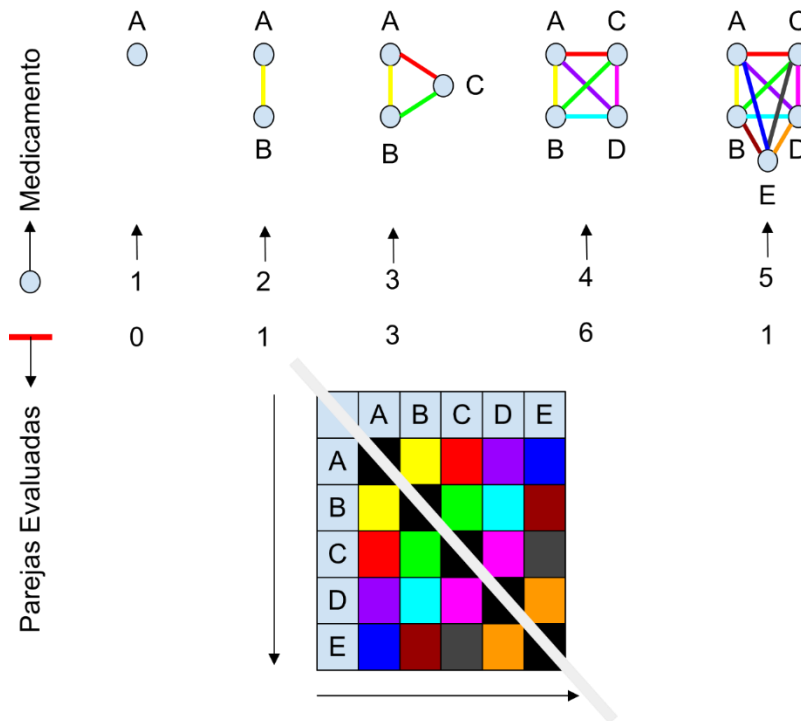 A A A A C A C
C
B B B D B D
E
Medicamento
1 2 3 4 5
0 1 3 6 1
Parejas Evaluadas
A B C D E
A
B
C
D
E